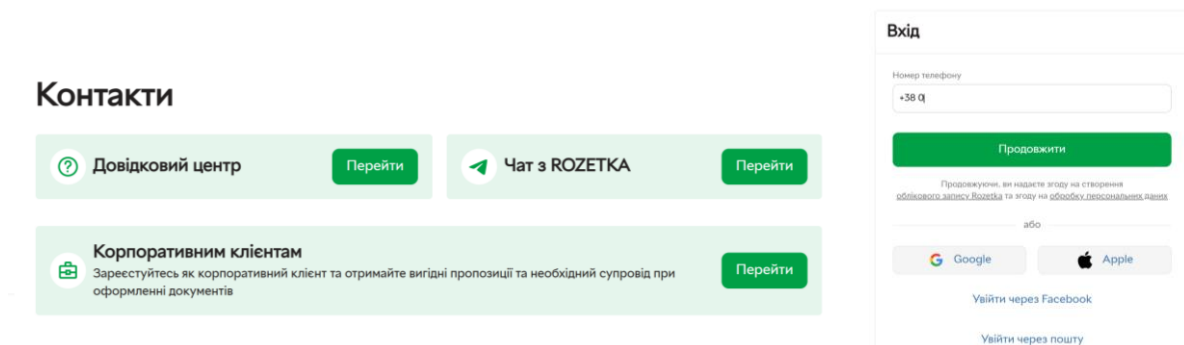 Контакти
Довідковий центр
Перейти
Чат з ROZETKA
Перейти
Корпоративним клієнтам
Зареєстуйтесь як корпоративний клієнт та отримайте вигідні пропозиції та необхідний супровід при
оформленні документів
Перейти
Вхід
Номер телефону
+38 0
Продовжити
Продовжуючи, ви надаєте згоду на створення
облікового запису Rozetka та згоду на обробку персональних даних
або
Google
Apple
Увійти через Facebook
Увійти через пошту